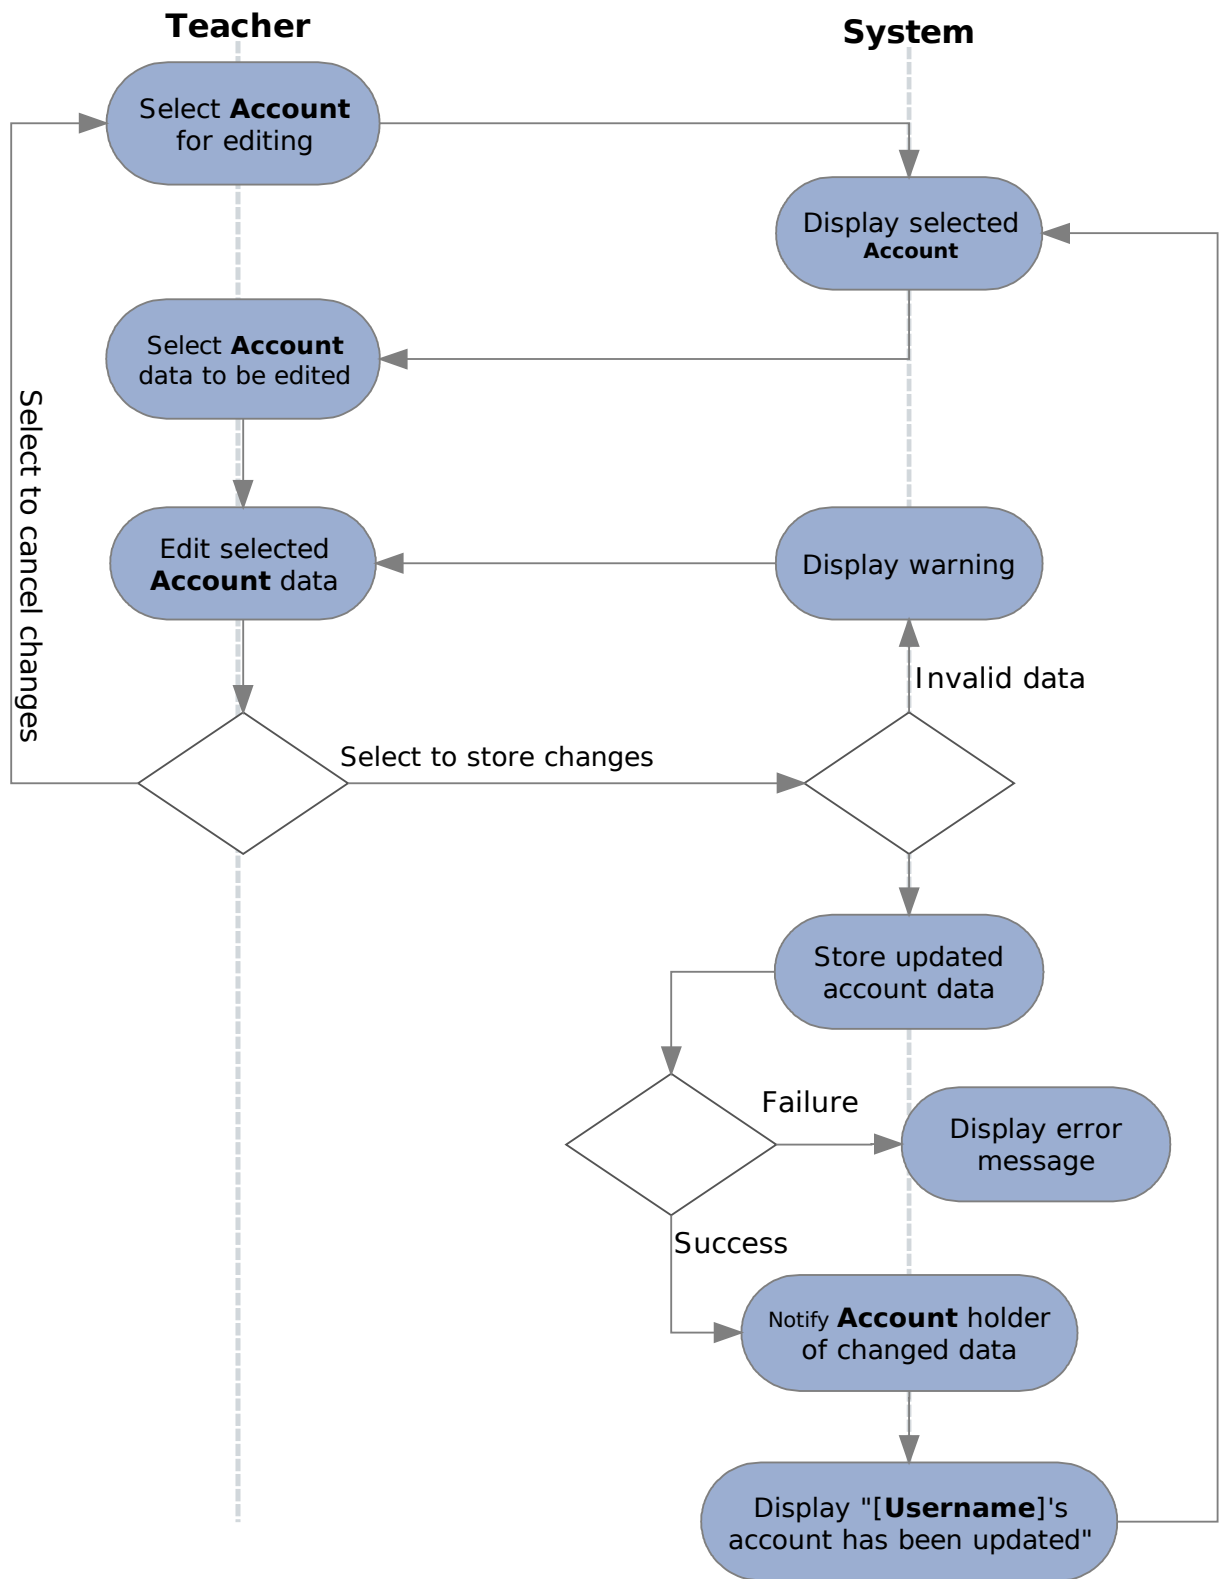 Teacher
System
Select Account
for editing
Display selected
Account
Select Account
data to be edited
Select to cancel changes
Edit selected
Account data
Display warning
Invalid data
Select to store changes
Store updated
account data
Failure
Display error
message
Success
Notify Account holder
of changed data
Display "[Username]'s
account has been updated"